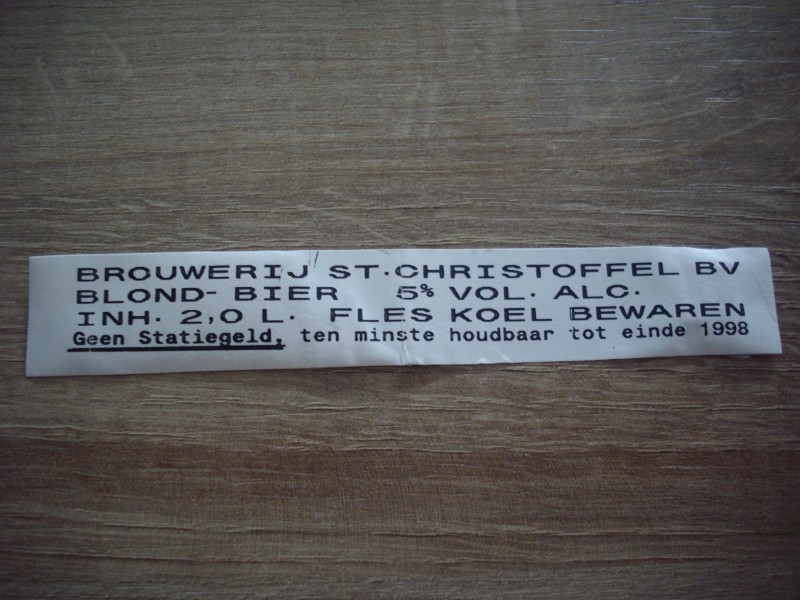 BROUWERIJ ST.CHRISTOFFEL BV
BLOND- BIER 5% VOL. ALC.
INH. 2,0 L. FLES KOEL BEWAREN
Geen Statiegeld, ten minste houdbaar tot einde 1998